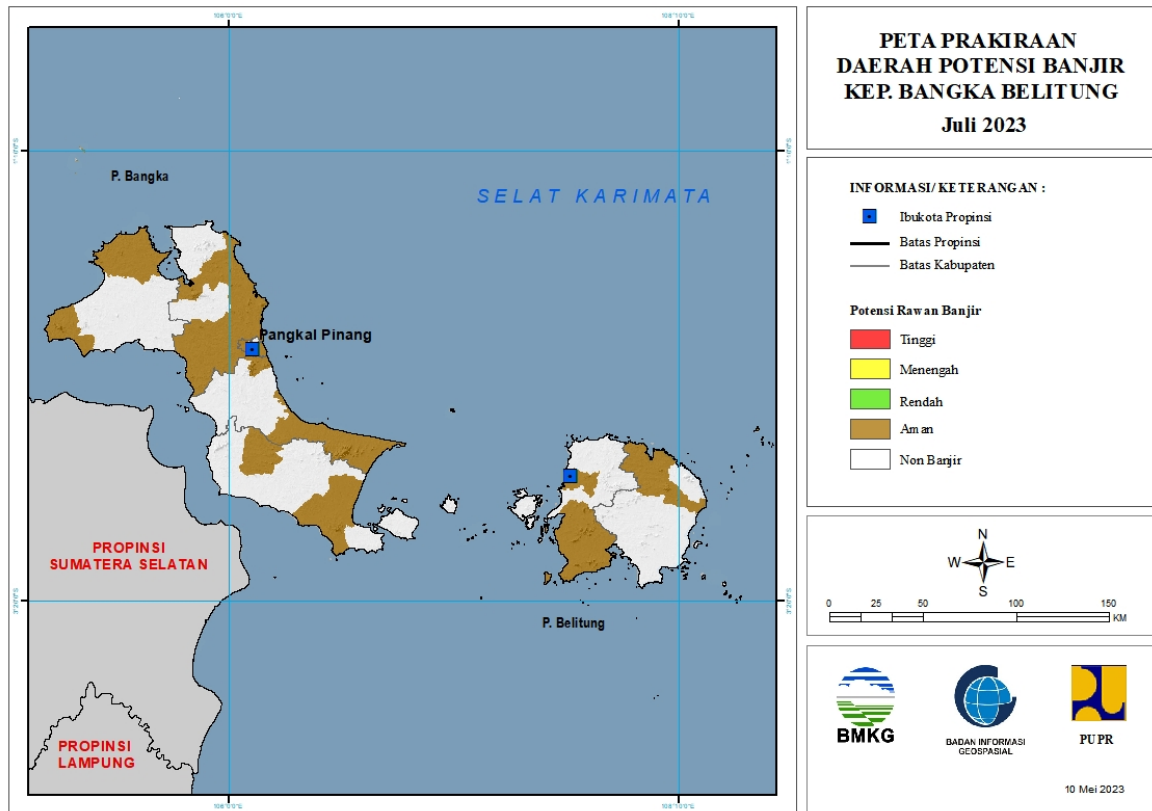 PETA PRAKIRAAN
DAERAH POTENSI BANJIR
KEP. BANGKA BELITUNG
Juli 2023
P. Bangka
SELAT KARIMATA
Pangkal Pinang
PROPINSI
SUMATERA SELATAN
P. Belitung
PROPINSI
LAMPUNG
INFORMASI/ KETERANGAN :
Ibukota Propinsi
Batas Propinsi
Batas Kabupaten
Potensi Rawan Banjir
Tinggi
Menengah
Rendah
Aman
Non Banjir
N
W E
S
0 25 50 100 150
KM
BMKG
BADAN INFORMASI
GEOSPASIAL
PUPR
10 Mei 2023